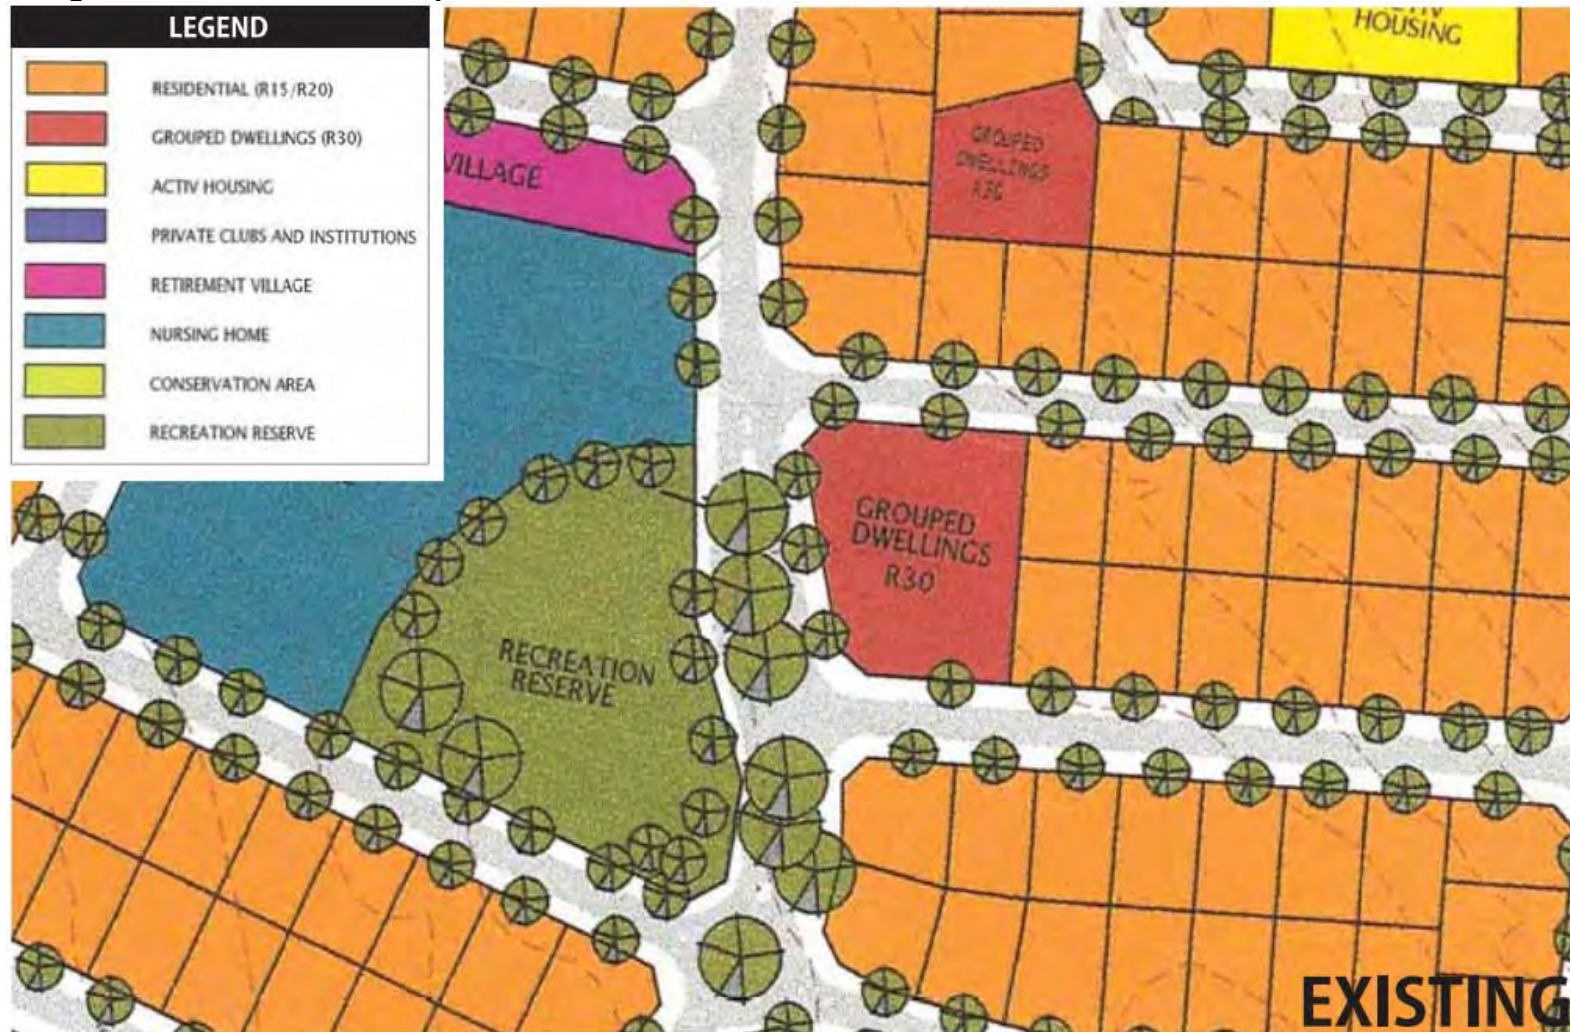 LEGEND
RESIDENTIAL (R15/R20)
GROUPED DWELLINGS (R30)
ACTIV HOUSING
PRIVATE CLUBS AND INSTITUTIONS
RETIREMENT VILLAGE
NURSING HOME
CONSERVATION AREA
RECREATION RESERVE
HOUSING
VILLAGE
GROUPED
DWELLINGS
R30
GROUPED
DWELLINGS
R30
RECREATION
RESERVE
EXISTING